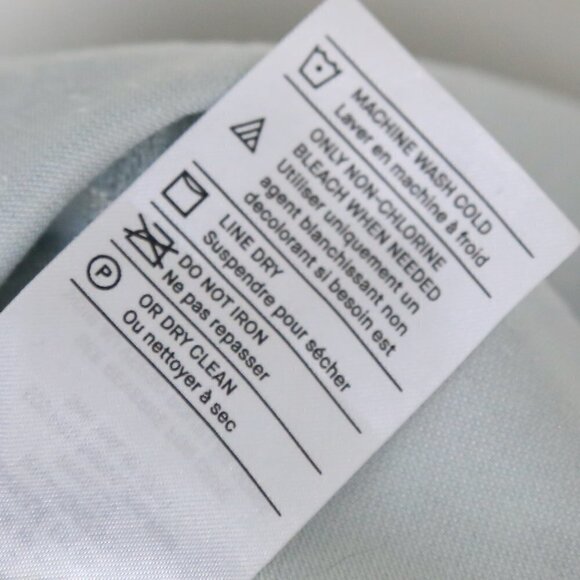 MACHINE WASH COLD
Laver en machine à froid
ONLY NON-CHLORINE
BLEACH WHEN NEEDED
Utiliser uniquement un
agent blanchissant non
decolorant si besoin est
LINE DRY
Suspendre pour sécher
DO NOT IRON
Ne pas repasser
P
OR DRY CLEAN
Ou nettoyer à sec